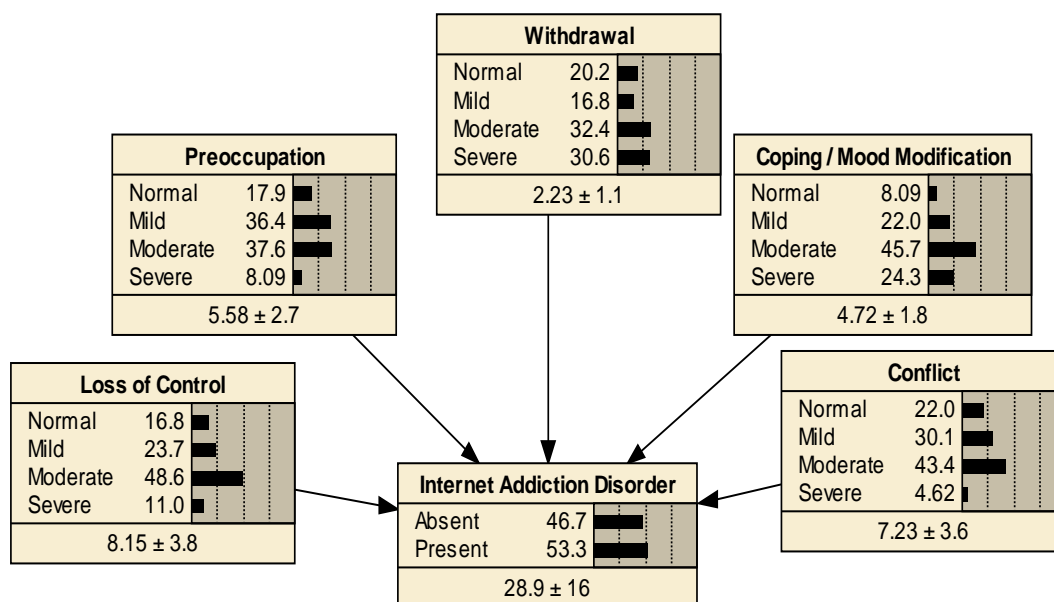 Withdrawal
Normal 20.2
Mild 16.8
Moderate 32.4
Severe 30.6
2.23 ± 1.1
Preoccupation
Normal 17.9
Mild 36.4
Moderate 37.6
Severe 8.09
5.58 ± 2.7
Coping / Mood Modification
Normal 8.09
Mild 22.0
Moderate 45.7
Severe 24.3
4.72 ± 1.8
Loss of Control
Normal 16.8
Mild 23.7
Moderate 48.6
Severe 11.0
8.15 ± 3.8
Conflict
Normal 22.0
Mild 30.1
Moderate 43.4
Severe 4.62
7.23 ± 3.6
Internet Addiction Disorder
Absent 46.7
Present 53.3
28.9 ± 16